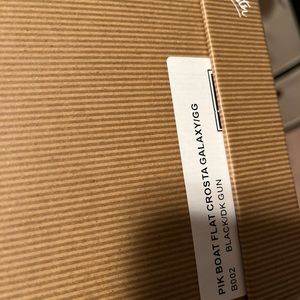 PIK BOAT FLAT CROSTA GALAXY/GG
BLACK/DK GUN
B002